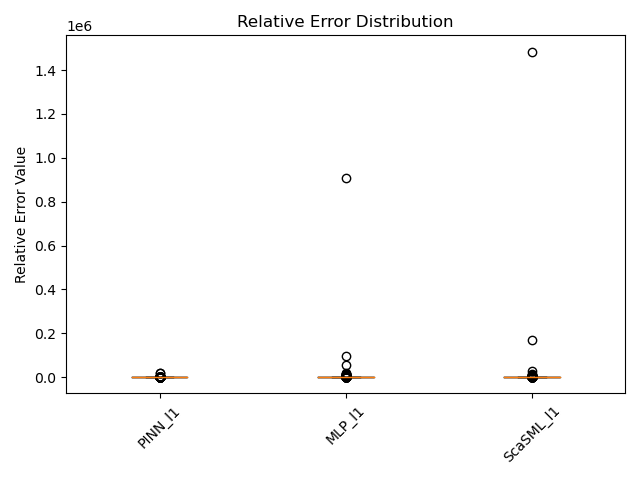 Relative Error Distribution
1e6
Relative Error Value
1.4
1.2
1.0
0.8
0.6
0.4
0.2
0.0
PINN_l1
MLP_l1
ScaSML_l1